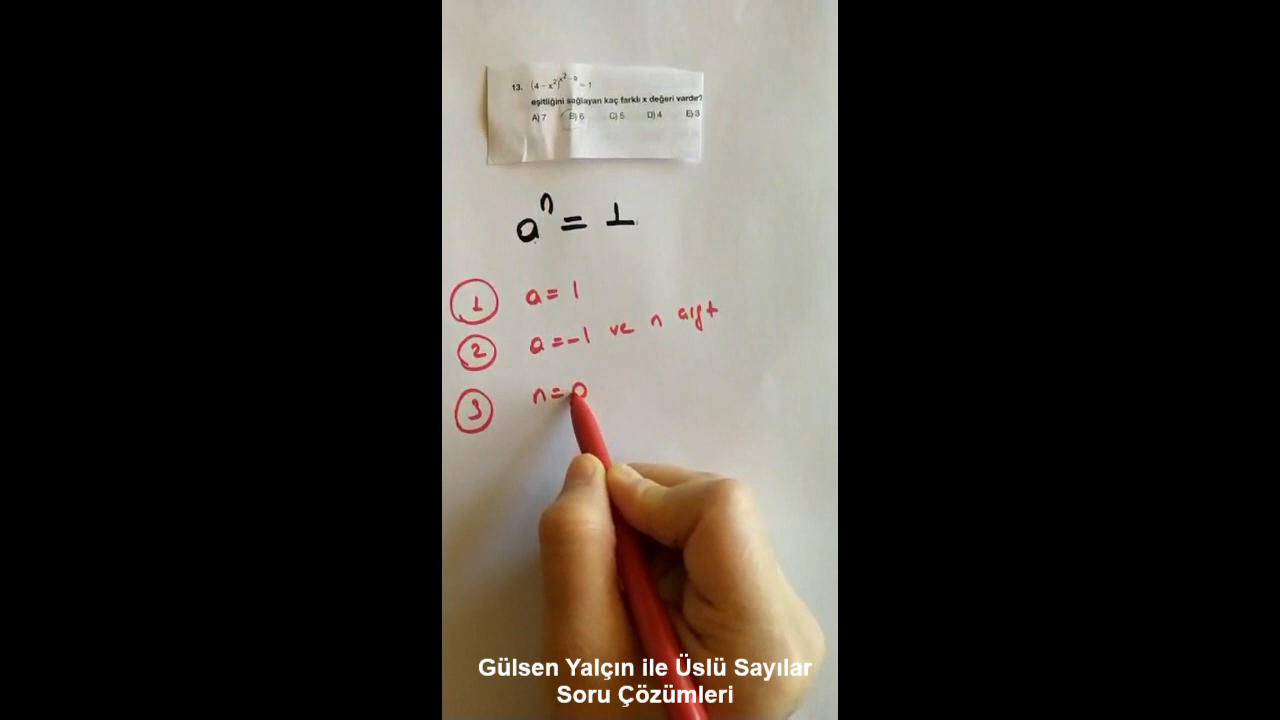 13. (4-x²)^x²-9 = 1
eşitliğini sağlayan kaç farklı x değeri vardır?
A) 7 B) 6 C) 5 D) 4 E) 3
aⁿ = 1
1 a = 1
2 a = -1 ve n çift
3 n = 0
Gülsen Yalçın ile Üslü Sayılar
Soru Çözümleri